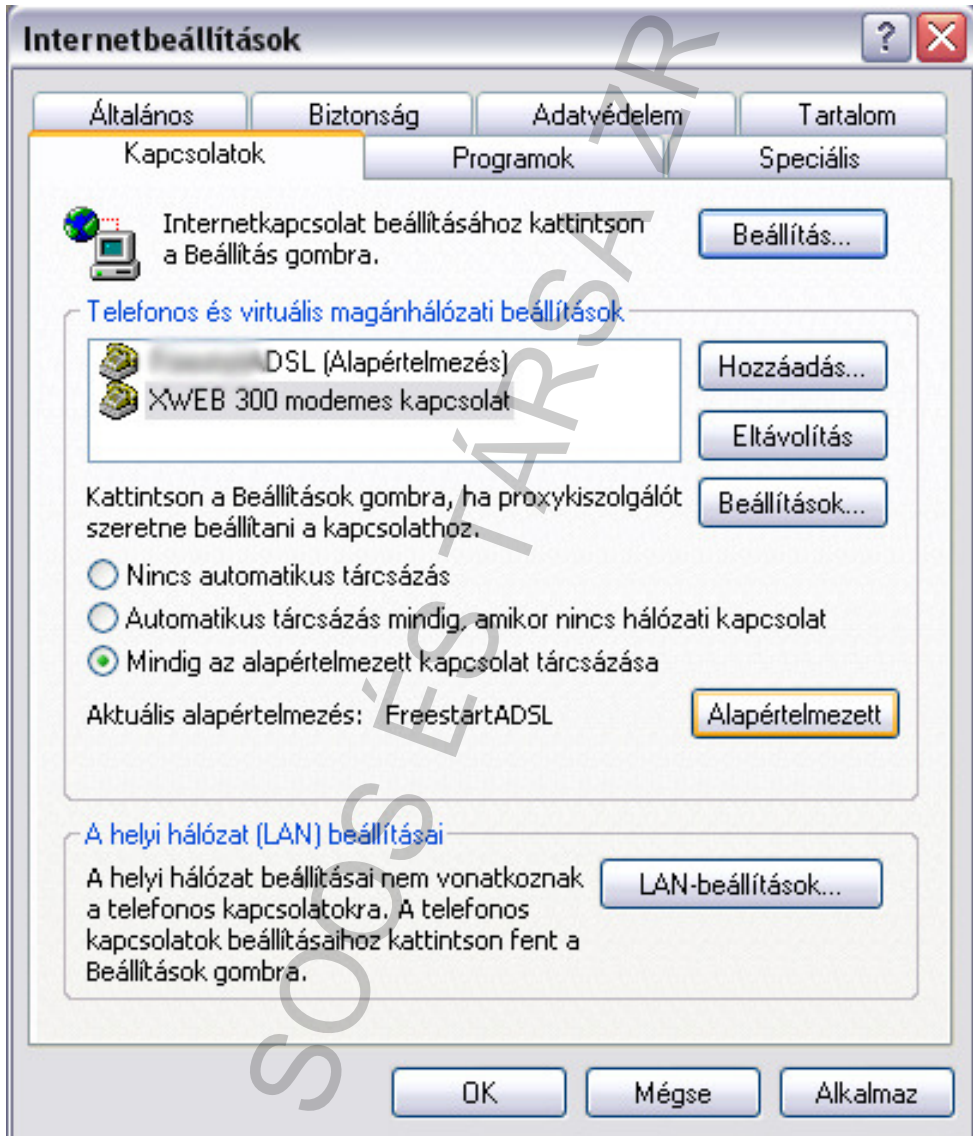 Internetbeállítások
Általános Biztonság Adatvédelem Tartalom
Kapcsolatok Programok Speciális
Internetkapcsolat beállításához kattintson
a Beállítás gombra.
Beállítás...
Telefonos és virtuális magánhálózati beállítások
DSL (Alapértelmezés)
XWEB 300 modemes kapcsolat
Hozzáadás...
Eltávolítás
Kattintson a Beállítások gombra, ha proxykiszolgálót
szeretne beállítani a kapcsolathoz.
Beállítások...
Nincs automatikus tárcsázás
Automatikus tárcsázás mindig, amikor nincs hálózati kapcsolat
Mindig az alapértelmezett kapcsolat tárcsázása
Aktuális alapértelmezés: FreestartADSL
Alapértelmezett
A helyi hálózat (LAN) beállításai
A helyi hálózat beállításai nem vonatkoznak
a telefonos kapcsolatokra. A telefonos
kapcsolatok beállításaihoz kattintson fent a
Beállítások gombra.
LAN-beállítások...
OK Mégse Alkalmaz
SOÓS ÉS TÁRSA ZR